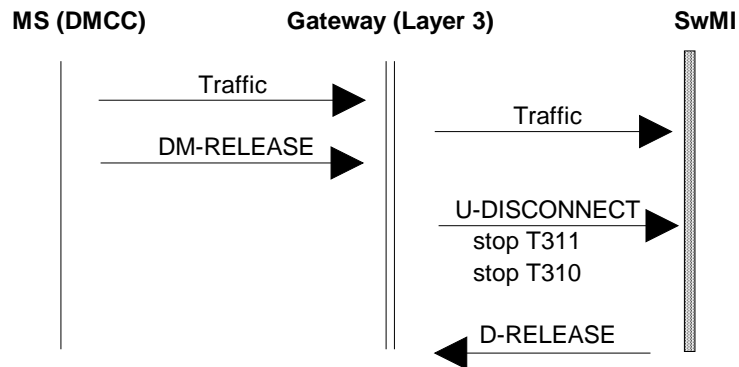 MS (DMCC) Gateway (Layer 3) SwMI
Traffic
Traffic
DM-RELEASE
U-DISCONNECT
stop T311
stop T310
D-RELEASE